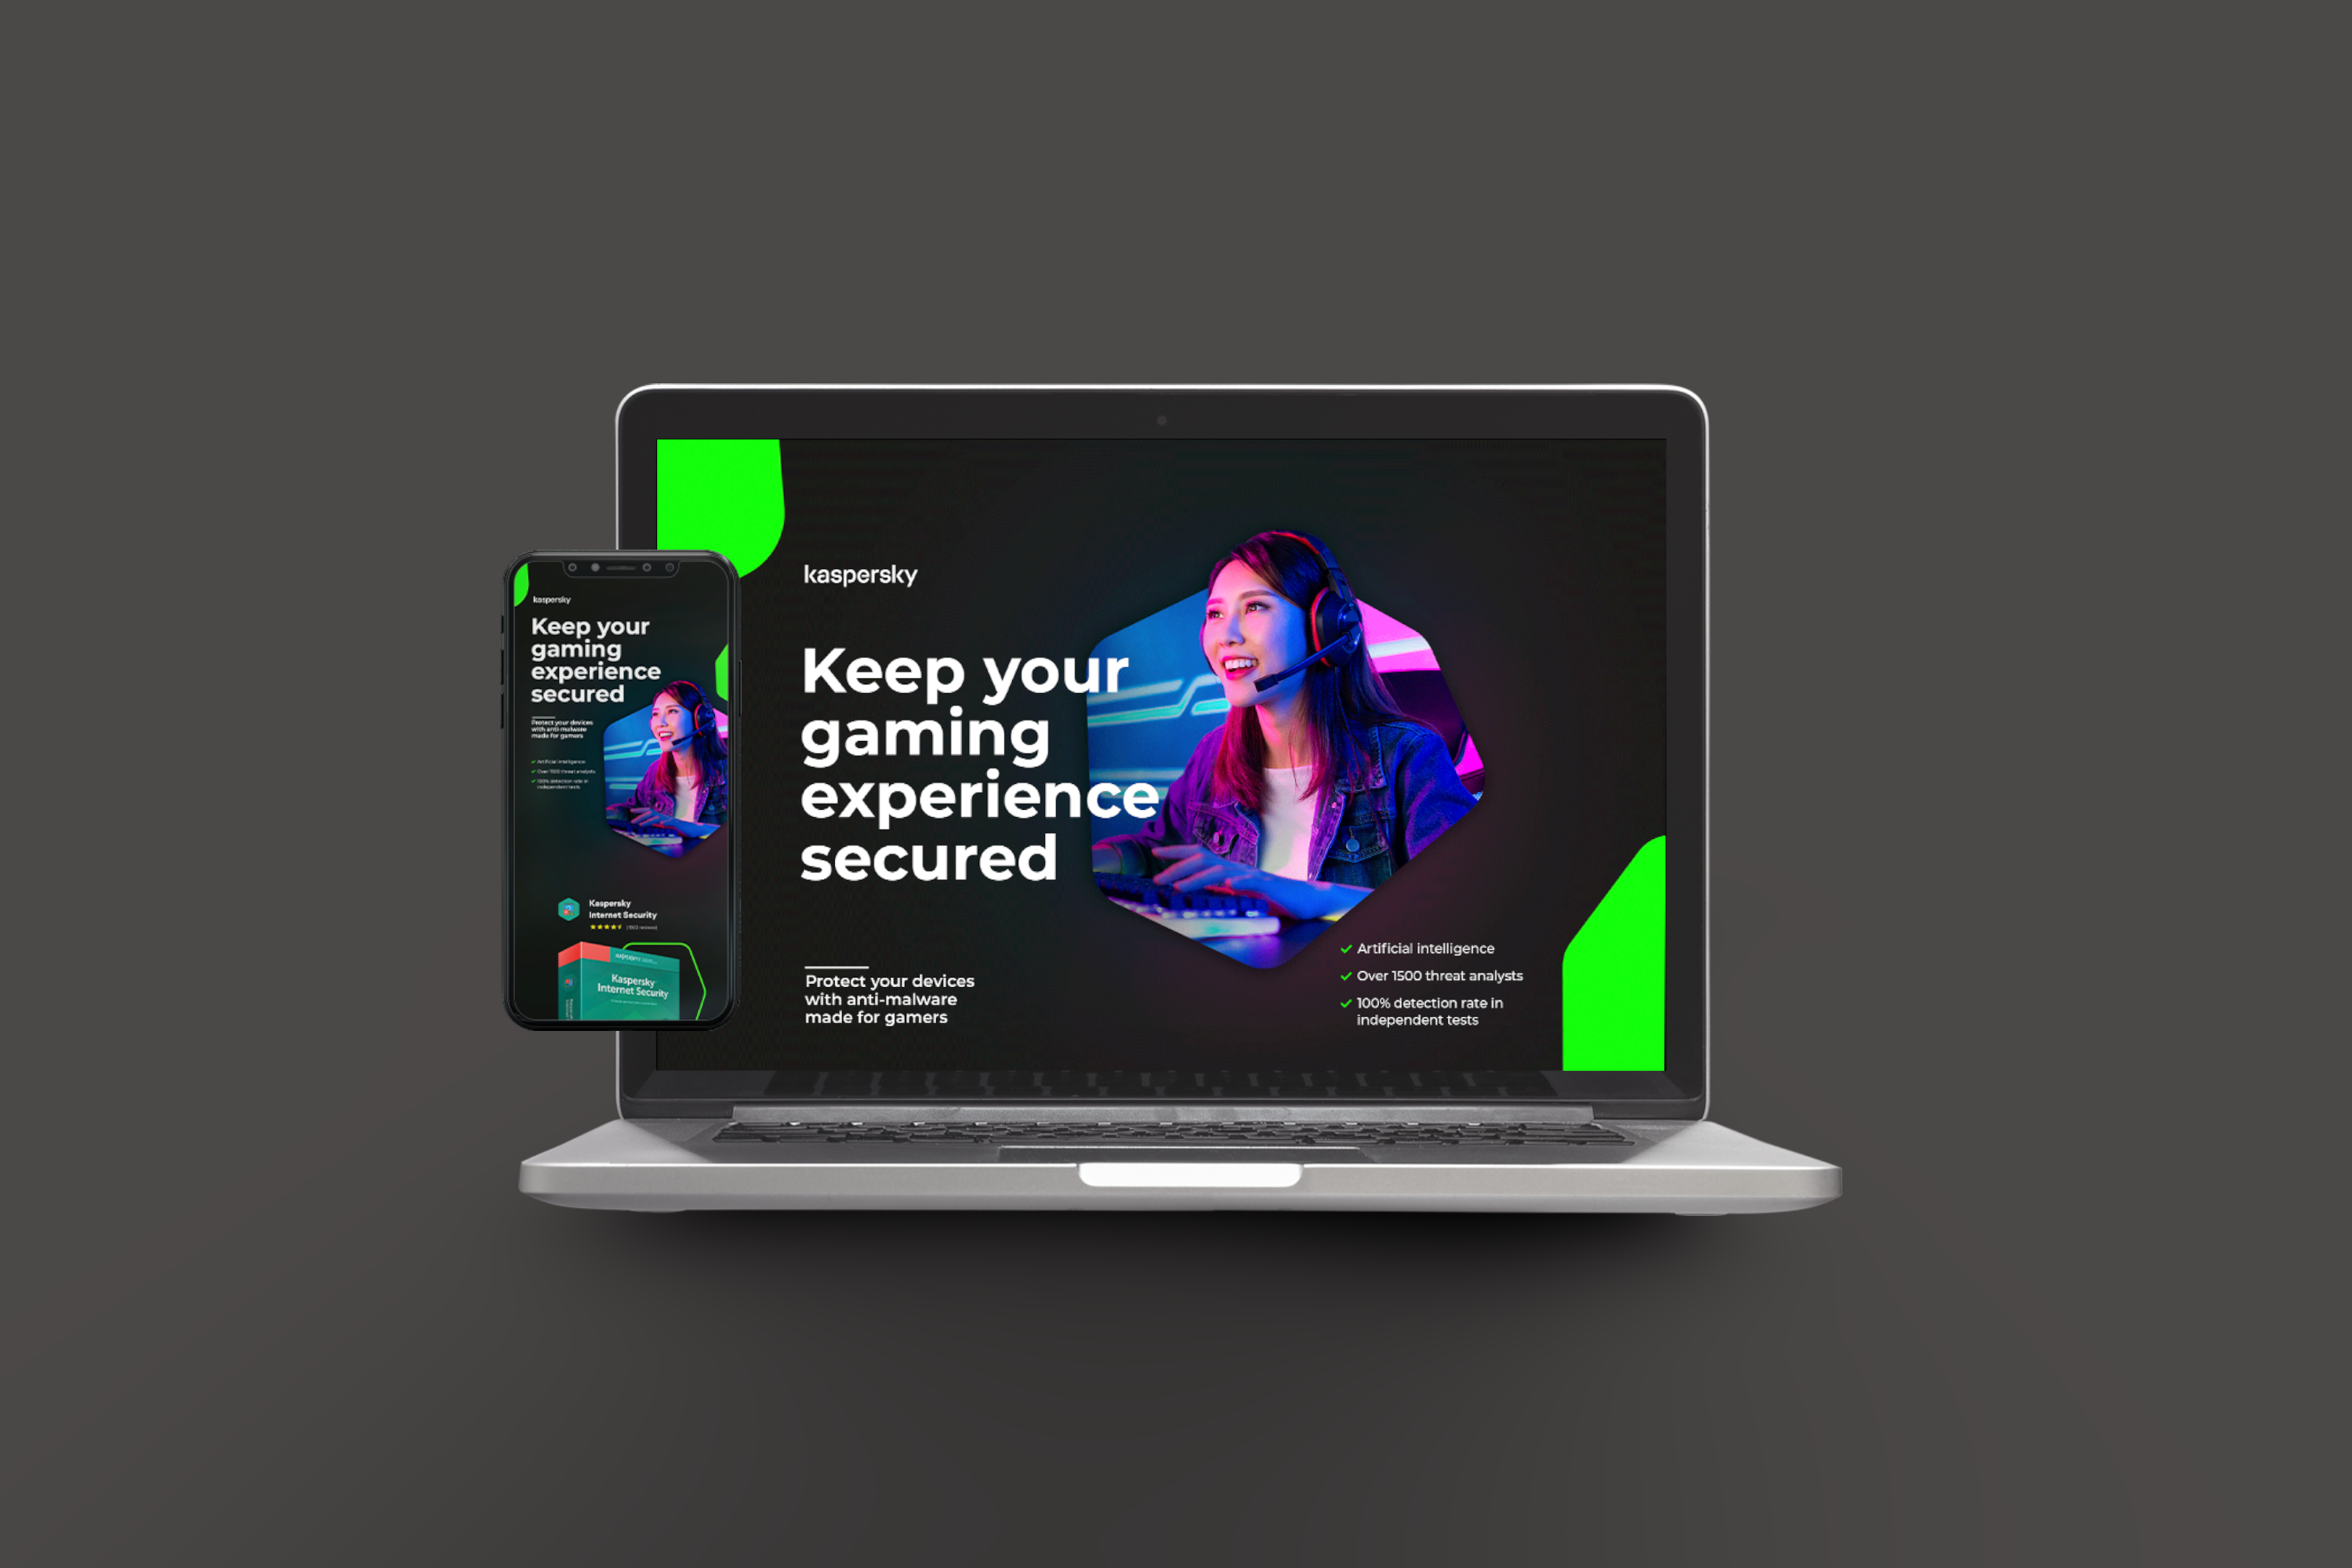 kaspersky
Keep your
gaming
experience
secured
Protect your devices
with anti-malware
made for gamers
Artificial intelligence
Over 1500 threat analysts
100% detection rate in
independent tests
kaspersky
Keep your
gaming
experience
secured
Protect your devices
with anti-malware
made for gamers
Artificial intelligence
Over 1500 threat analysts
100% detection rate in
independent tests
Kaspersky
Internet Security
Kaspersky
Internet Security